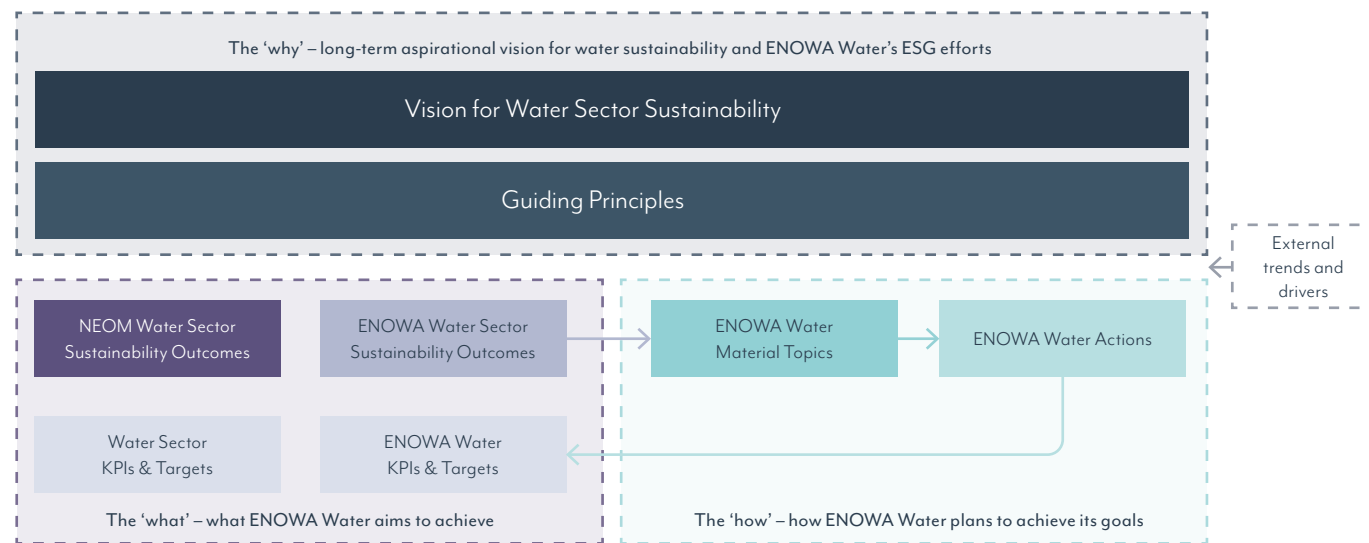 The ‘why’ – long-term aspirational vision for water sustainability and ENOWA Water’s ESG efforts
Vision for Water Sector Sustainability
Guiding Principles
External
trends and
drivers
NEOM Water Sector
Sustainability Outcomes
ENOWA Water Sector
Sustainability Outcomes
ENOWA Water
Material Topics
ENOWA Water Actions
Water Sector
KPIs & Targets
ENOWA Water
KPIs & Targets
The ‘what’ – what ENOWA Water aims to achieve
The ‘how’ – how ENOWA Water plans to achieve its goals